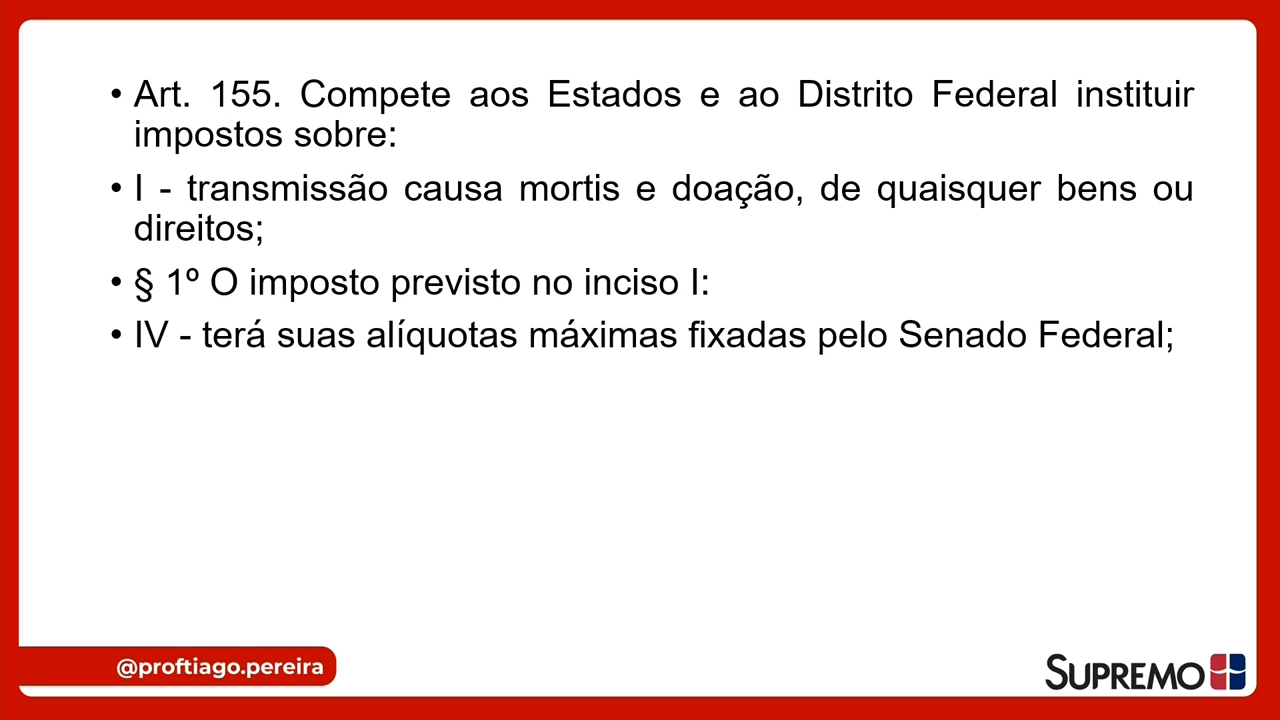 • Art. 155. Compete aos Estados e ao Distrito Federal instituir
impostos sobre:
• I - transmissão causa mortis e doação, de quaisquer bens ou
direitos;
• § 1º O imposto previsto no inciso I:
• IV - terá suas alíquotas máximas fixadas pelo Senado Federal;
@proftiago.pereira
SUPREMO